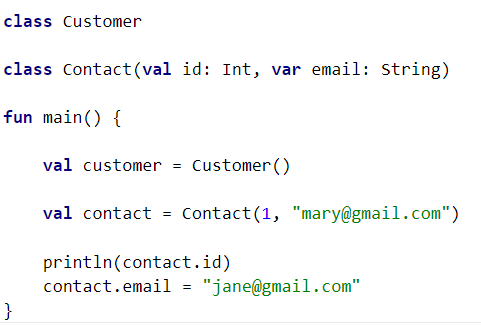 class Customer
class Contact(val id: Int, var email: String)
fun main() {
val customer = Customer()
val contact = Contact(1, "mary@gmail.com")
println(contact.id)
contact.email = "jane@gmail.com"
}